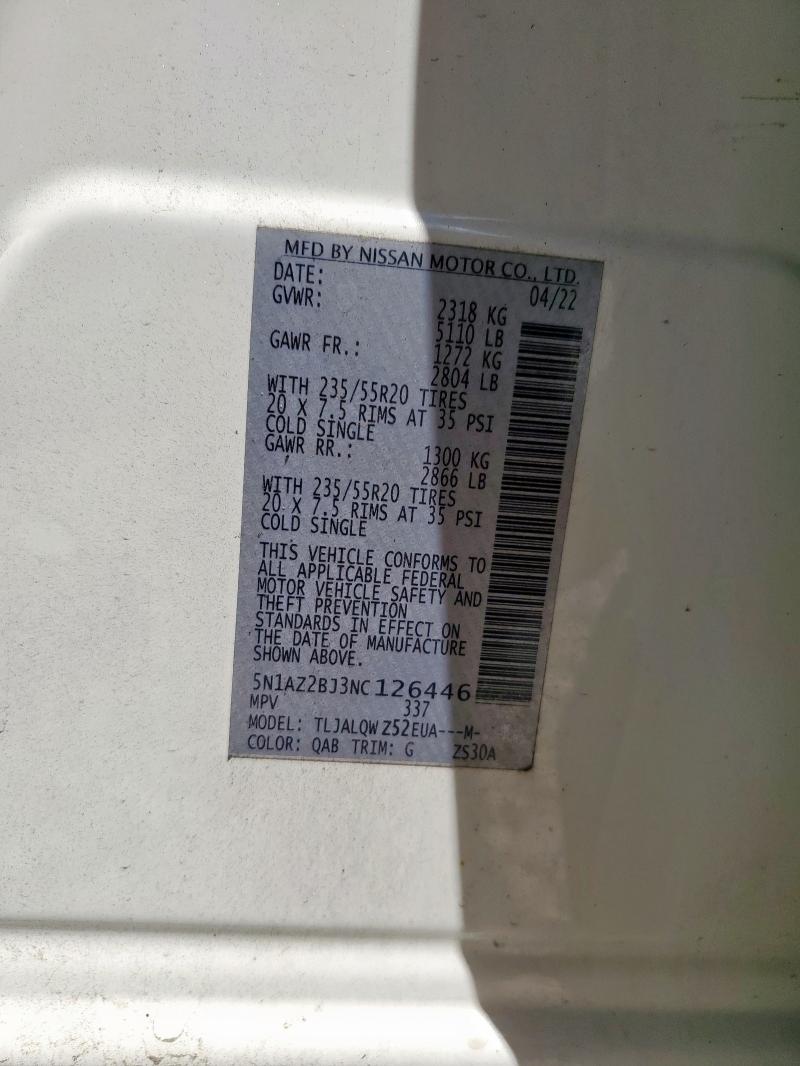 MFD BY NISSAN MOTOR CO., LTD.
DATE: 04/22
GVWR: 2318 KG
5110 LB
GAWR FR.: 1272 KG
2804 LB
WITH 235/55R20 TIRES
20 X 7.5 RIMS AT 35 PSI
COLD SINGLE
GAWR RR.: 1300 KG
2866 LB
WITH 235/55R20 TIRES
20 X 7.5 RIMS AT 35 PSI
COLD SINGLE
THIS VEHICLE CONFORMS TO
ALL APPLICABLE FEDERAL
MOTOR VEHICLE SAFETY AND
THEFT PREVENTION
STANDARDS IN EFFECT ON
THE DATE OF MANUFACTURE
SHOWN ABOVE.
5N1AZ2BJ3NC126446
MPV 337
MODEL: TLJALQWZ52EUA---M-
COLOR: QAB TRIM: G ZS30A